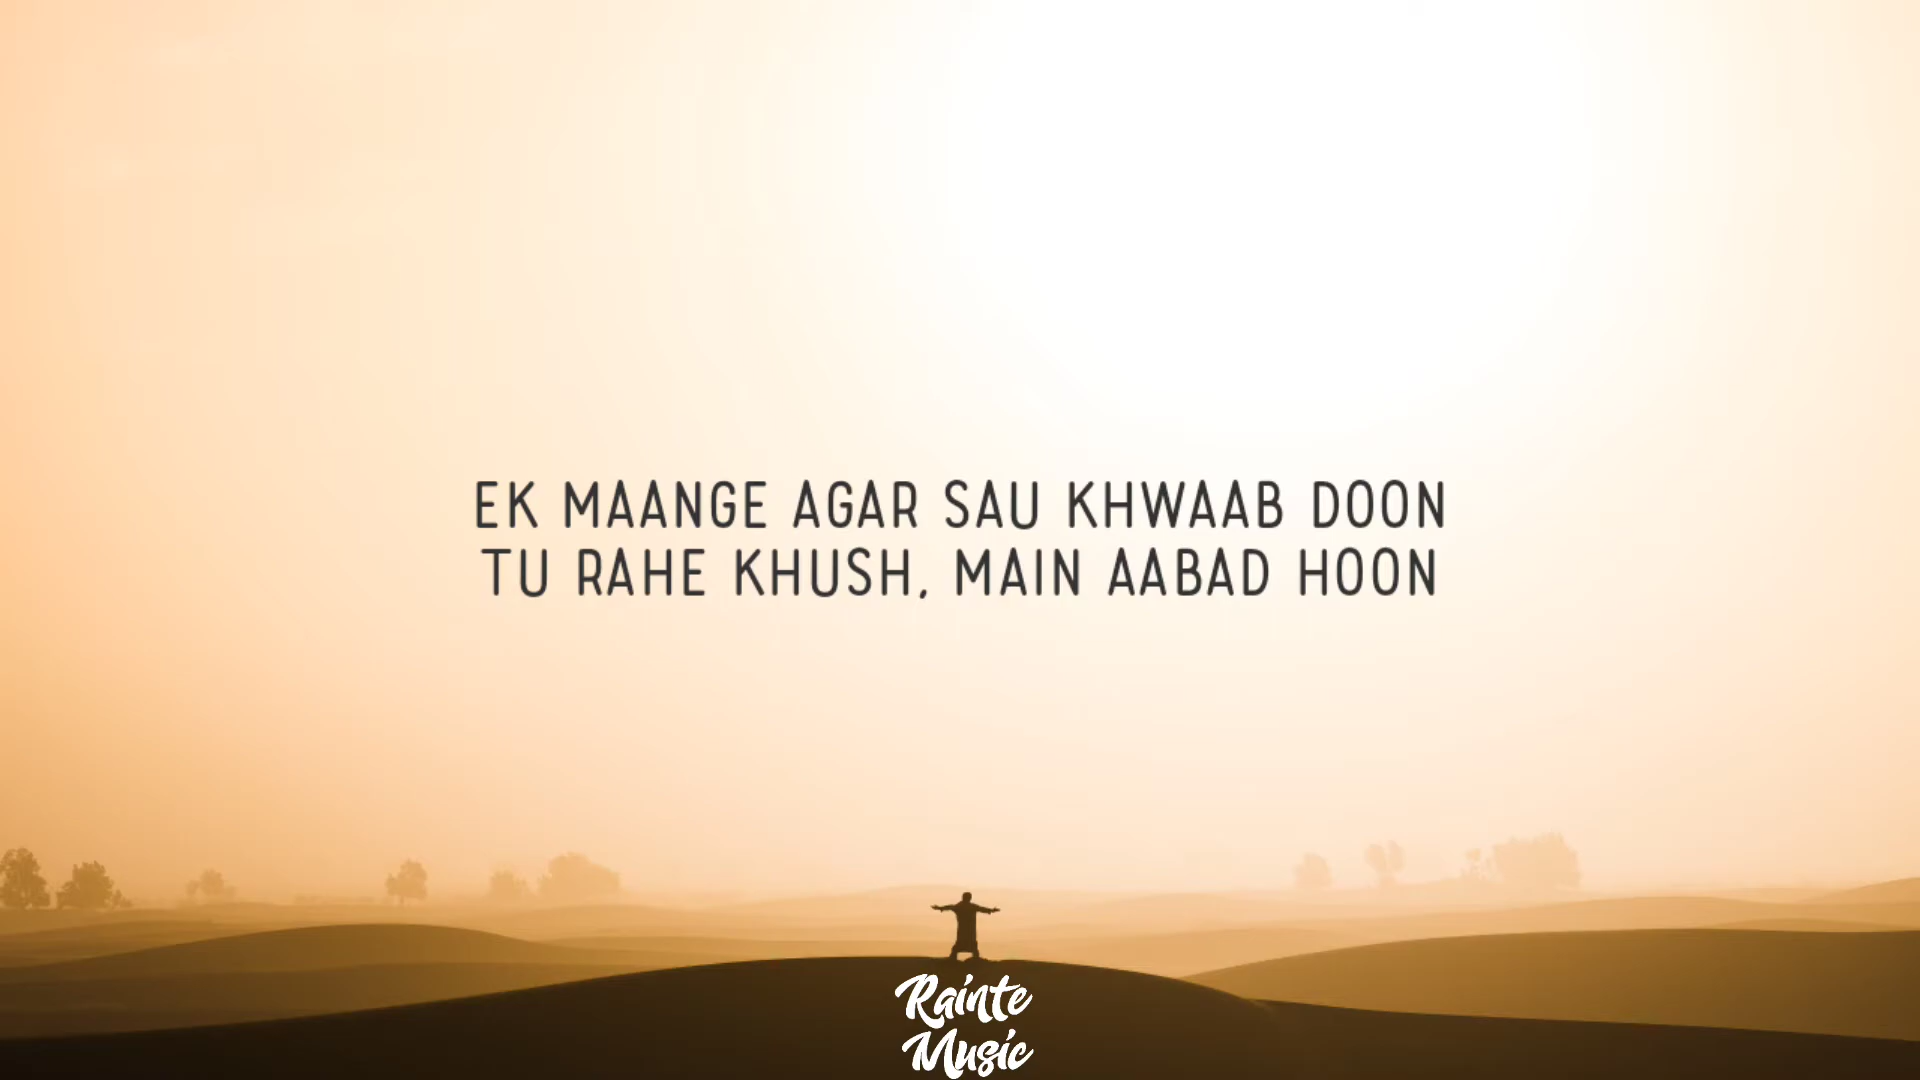 EK MAANGE AGAR SAU KHWAAB DOON
TU RAHE KHUSH, MAIN AABAD HOON
Rainte
Music